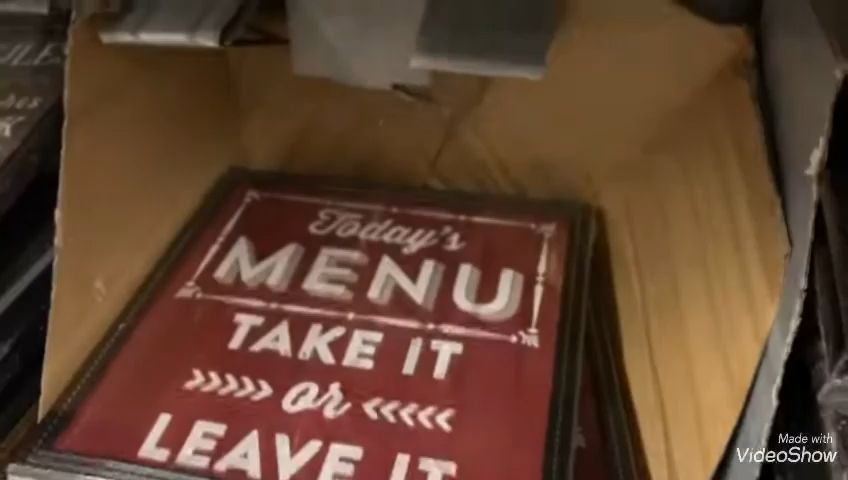 Today's
MENU
TAKE IT
>>>>> or <<<<<
LEAVE IT
Made with
VideoShow